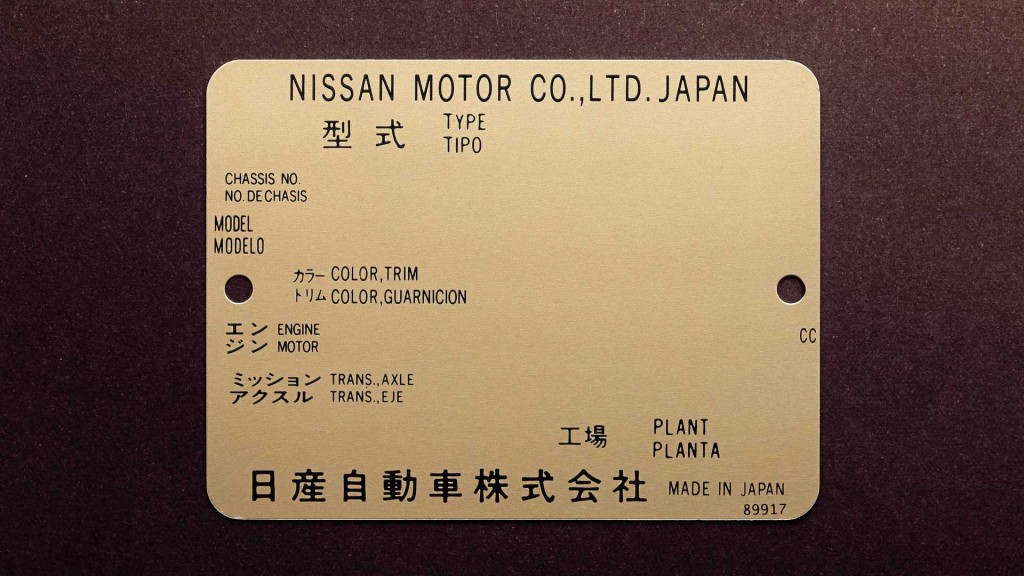 NISSAN MOTOR CO.,LTD. JAPAN
型式 TYPE
TIPO
CHASSIS NO.
NO. DE CHASIS
MODEL
MODELO
カラー COLOR,TRIM
トリム COLOR,GUARNICION
エン ENGINE
ジン MOTOR
CC
ミッション TRANS.,AXLE
アクスル TRANS.,EJE
工場 PLANT
PLANTA
日産自動車株式会社 MADE IN JAPAN
89917